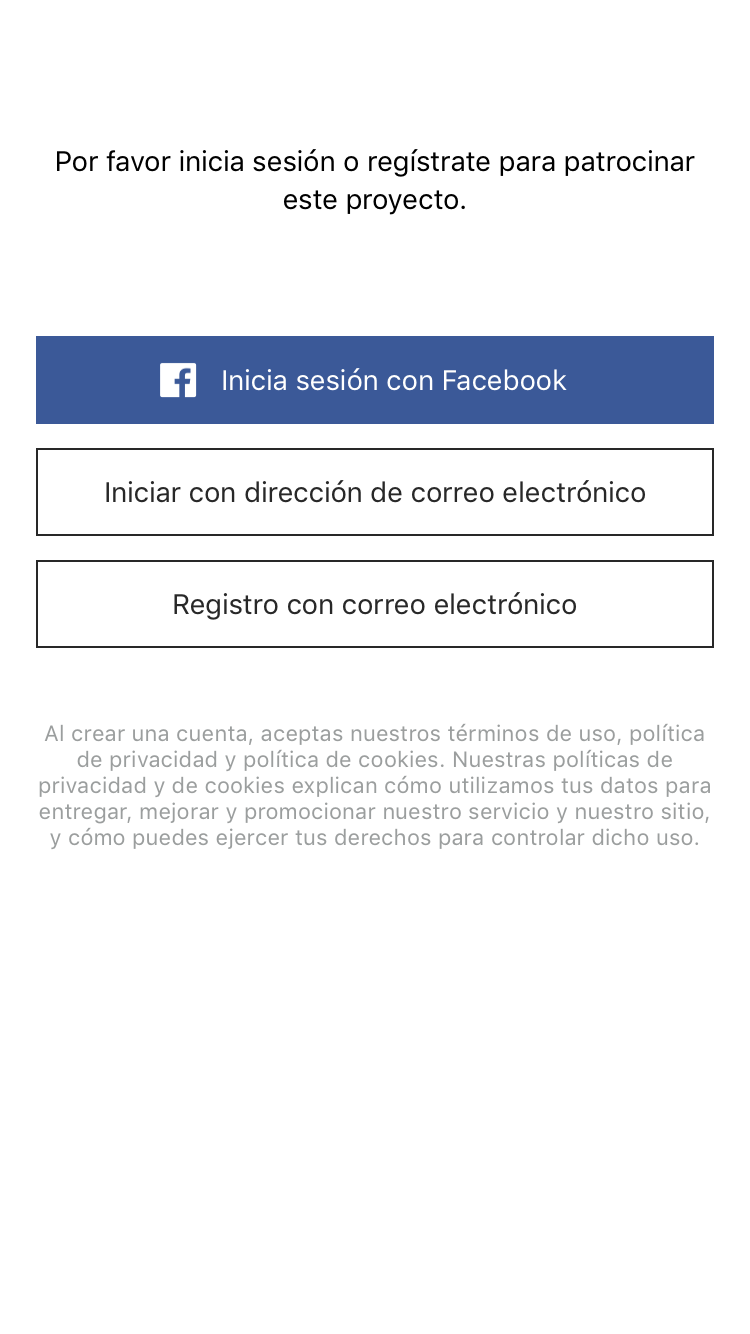 Por favor inicia sesión o regístrate para patrocinar
este proyecto.
Inicia sesión con Facebook
Iniciar con dirección de correo electrónico
Registro con correo electrónico
Al crear una cuenta, aceptas nuestros términos de uso, política
de privacidad y política de cookies. Nuestras políticas de
privacidad y de cookies explican cómo utilizamos tus datos para
entregar, mejorar y promocionar nuestro servicio y nuestro sitio,
y cómo puedes ejercer tus derechos para controlar dicho uso.